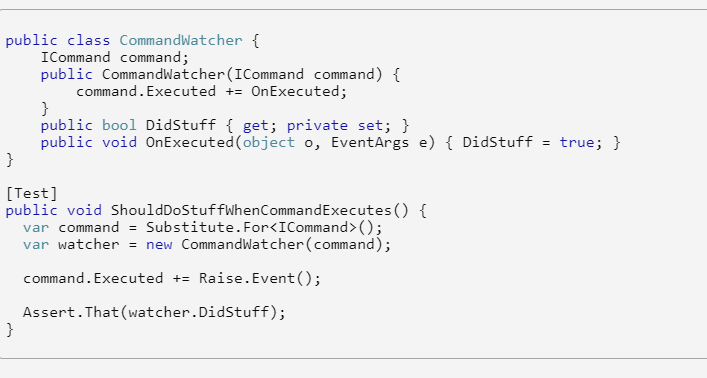 public class CommandWatcher {
    ICommand command;
    public CommandWatcher(ICommand command) {
        command.Executed += OnExecuted;
    }
    public bool DidStuff { get; private set; }
    public void OnExecuted(object o, EventArgs e) { DidStuff = true; }
}

[Test]
public void ShouldDoStuffWhenCommandExecutes() {
  var command = Substitute.For<ICommand>();
  var watcher = new CommandWatcher(command);

  command.Executed += Raise.Event();

  Assert.That(watcher.DidStuff);
}